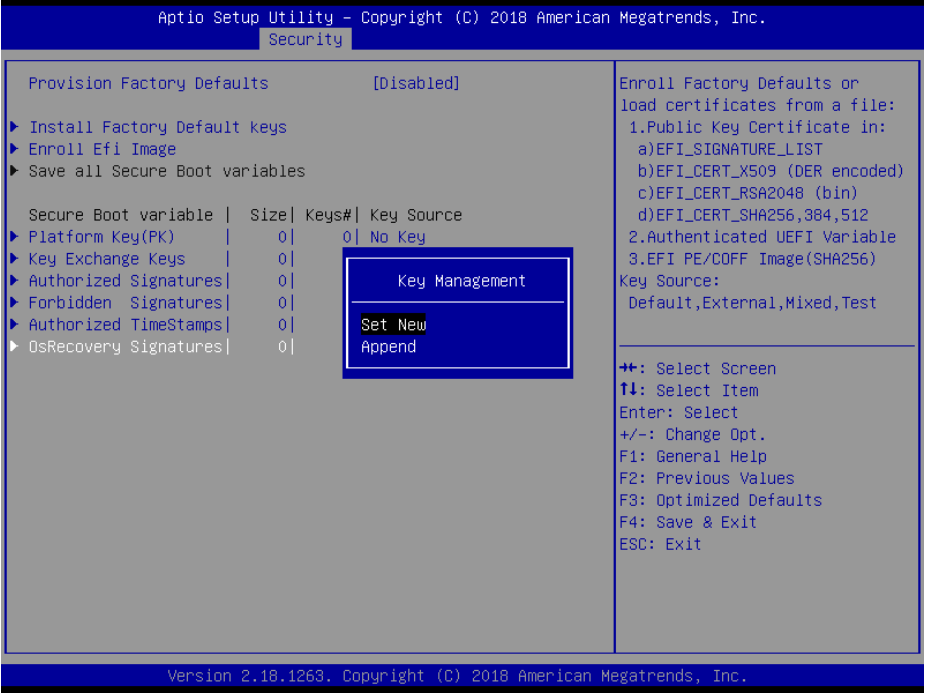 Aptio Setup Utility – Copyright (C) 2018 American Megatrends, Inc.
Security
Provision Factory Defaults [Disabled]
Install Factory Default keys
Enroll Efi Image
Save all Secure Boot variables
Secure Boot variable | Size| Keys#| Key Source
Platform Key(PK) | 0| 0| No Key
Key Exchange Keys | 0|
Authorized Signatures| 0|
Forbidden Signatures| 0|
Authorized TimeStamps| 0|
OsRecovery Signatures| 0|
Key Management
Set New
Append
Enroll Factory Defaults or
load certificates from a file:
1.Public Key Certificate in:
a)EFI_SIGNATURE_LIST
b)EFI_CERT_X509 (DER encoded)
c)EFI_CERT_RSA2048 (bin)
d)EFI_CERT_SHA256,384,512
2.Authenticated UEFI Variable
3.EFI PE/COFF Image(SHA256)
Key Source:
Default,External,Mixed,Test
→←: Select Screen
↑↓: Select Item
Enter: Select
+/-: Change Opt.
F1: General Help
F2: Previous Values
F3: Optimized Defaults
F4: Save & Exit
ESC: Exit
Version 2.18.1263. Copyright (C) 2018 American Megatrends, Inc.